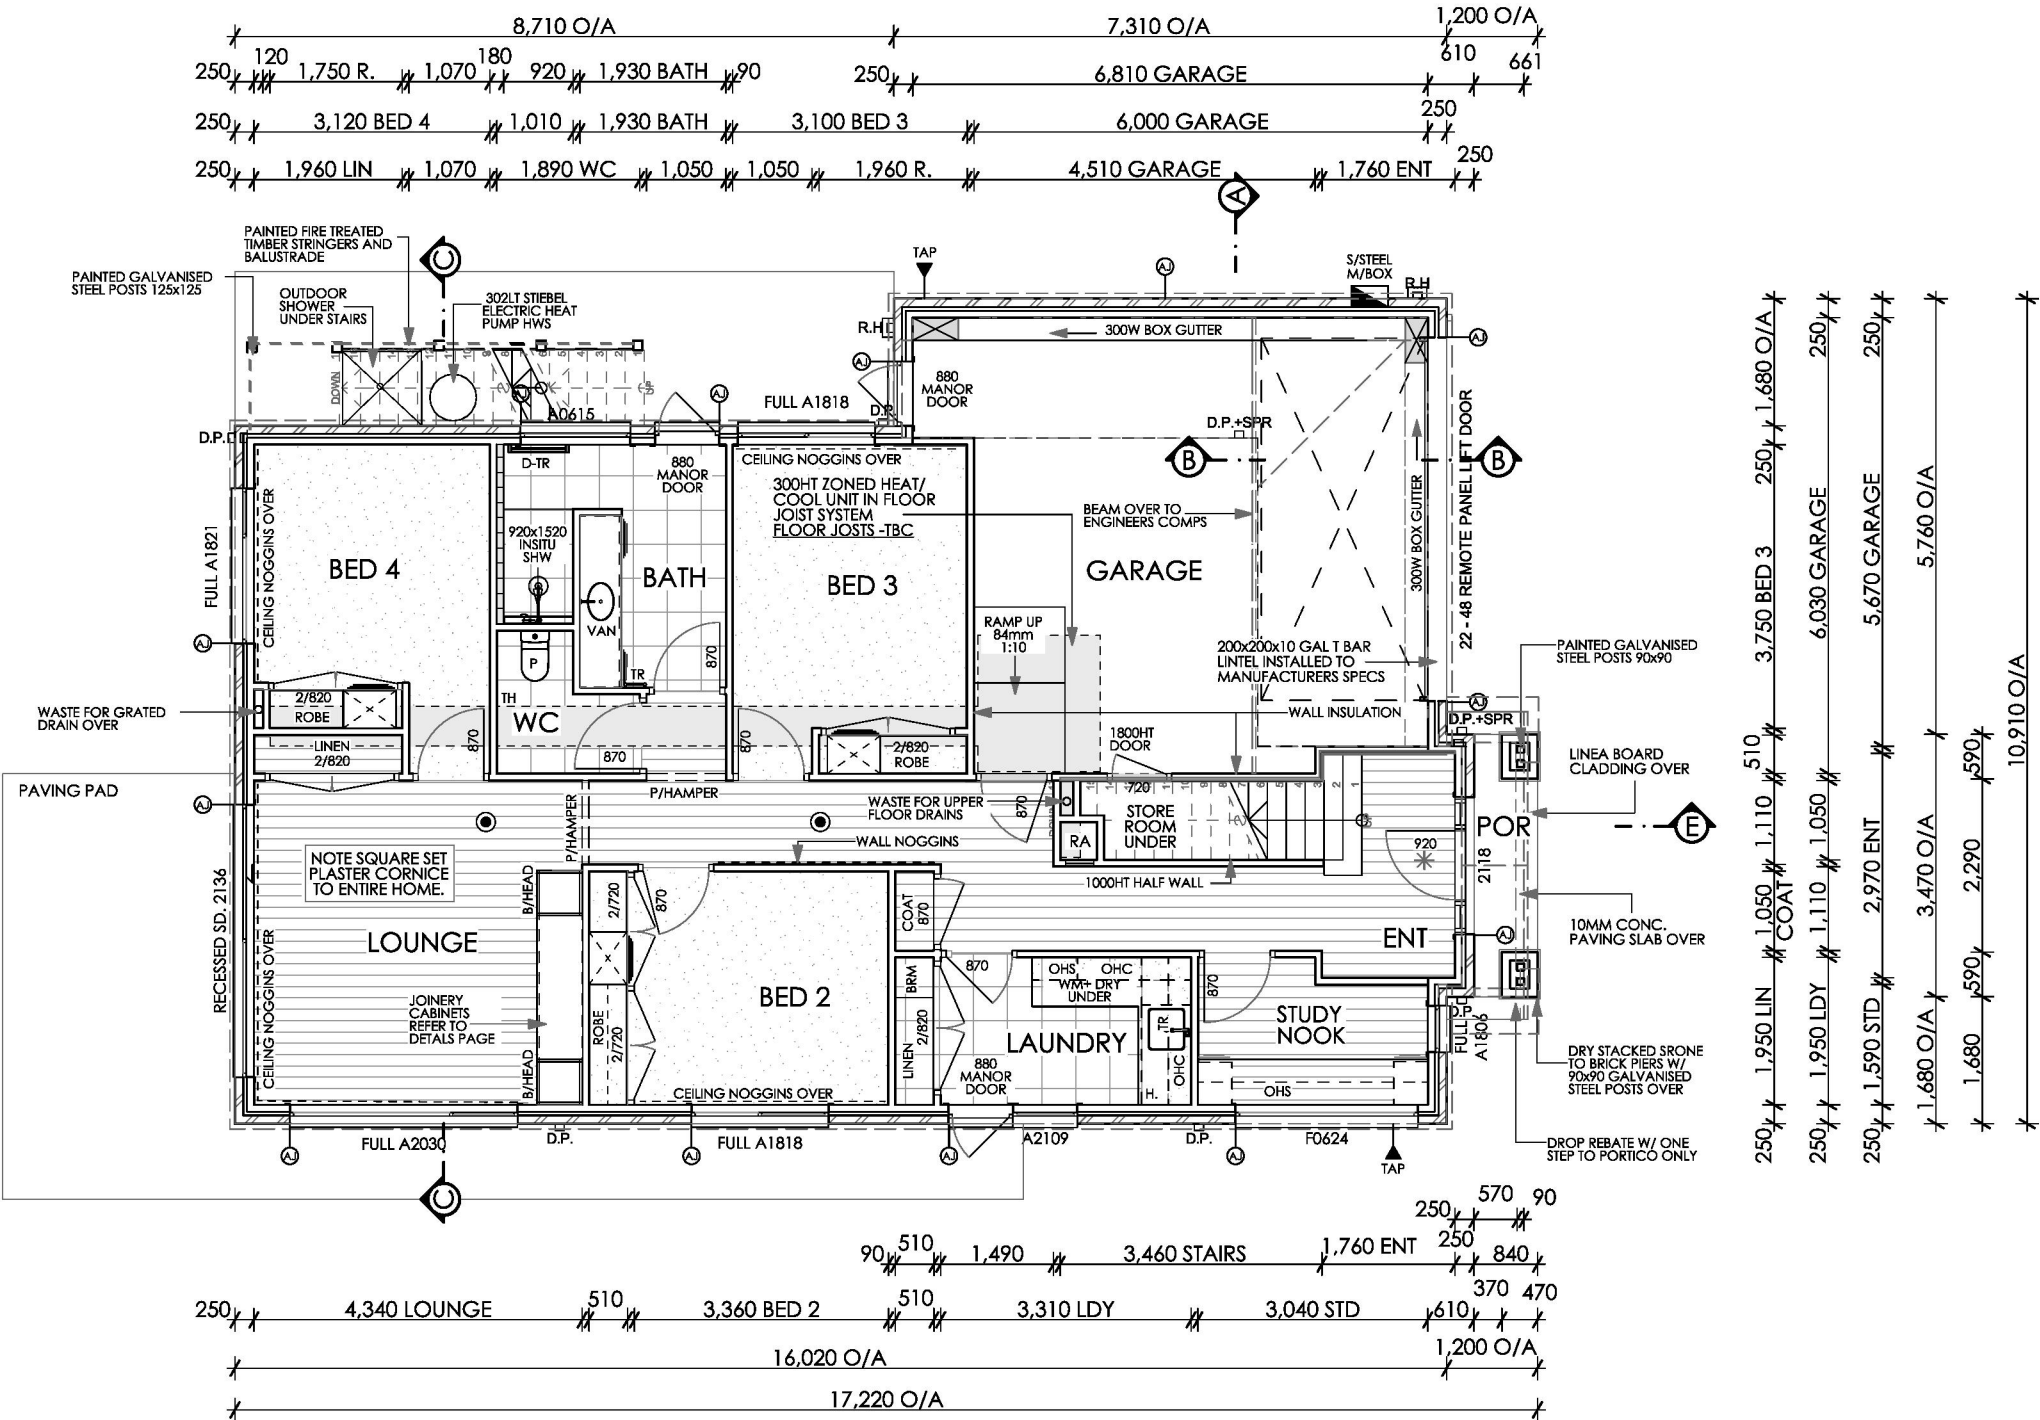 8,710 O/A
7,310 O/A
1,200 O/A
250
120
1,750 R.
1,070
180
920
1,930 BATH
90
250
6,810 GARAGE
610
661
250
3,120 BED 4
1,010
1,930 BATH
3,100 BED 3
6,000 GARAGE
250
250
1,960 LIN
1,070
1,890 WC
1,050
1,050
1,960 R.
4,510 GARAGE
1,760 ENT
250
A
PAINTED FIRE TREATED
TIMBER STRINGERS AND
BALUSTRADE
C
PAINTED GALVANISED
STEEL POSTS 125x125
OUTDOOR
SHOWER
UNDER STAIRS
302LT STIEBEL
ELECTRIC HEAT
PUMP HWS
TAP
AJ
S/STEEL
M/BOX
R.H
R.H
300W BOX GUTTER
AJ
AJ
DOWN
UP
AJ
AJ
880
MANOR
DOOR
FULL A1818
D.P.
A0615
D.P.
D.P.+SPR
B
B
D-TR
880
MANOR
DOOR
CEILING NOGGINS OVER
300HT ZONED HEAT/
COOL UNIT IN FLOOR
JOIST SYSTEM
FLOOR JOSTS -TBC
BEAM OVER TO
ENGINEERS COMPS
300W BOX GUTTER
22 - 48 REMOTE PANEL LIFT DOOR
FULL A1821
CEILING NOGGINS OVER
920x1520
INSITU
SHW
BED 4
BATH
BED 3
GARAGE
VAN
AJ
P
TR
870
RAMP UP
84mm
1:10
200x200x10 GAL T BAR
LINTEL INSTALLED TO
MANUFACTURERS SPECS
PAINTED GALVANISED
STEEL POSTS 90x90
TH
WC
2/820
ROBE
WASTE FOR GRATED
DRAIN OVER
LINEN
2/820
870
870
870
2/820
ROBE
WALL INSULATION
1800HT
DOOR
AJ
D.P.+SPR
LINEA BOARD
CLADDING OVER
PAVING PAD
AJ
P/HAMPER
P/HAMPER
WASTE FOR UPPER
FLOOR DRAINS
870
720
STORE
ROOM
UNDER
RA
UP
WALL NOGGINS
1000HT HALF WALL
920
POR
2118
E
NOTE SQUARE SET
PLASTER CORNICE
TO ENTIRE HOME.
B/HEAD
2/720
870
COAT
870
RECESSED SD. 2136
CEILING NOGGINS OVER
LOUNGE
ENT
AJ
10MM CONC.
PAVING SLAB OVER
BED 2
BRM
870
OHS
OHC
WM+ DRY
UNDER
870
JOINERY
CABINETS
REFER TO
DETALS PAGE
ROBE
2/720
B/HEAD
LINEN
2/820
LAUNDRY
TR
STUDY
NOOK
D.P.
FULL
A1806
880
MANOR
DOOR
OHC
H.
OHS
CEILING NOGGINS OVER
DRY STACKED SRONE
TO BRICK PIERS W/
90x90 GALVANISED
STEEL POSTS OVER
FULL A2030
D.P.
FULL A1818
A2109
D.P.
F0624
AJ
AJ
AJ
AJ
TAP
DROP REBATE W/ ONE
STEP TO PORTICO ONLY
C
250
1,680 O/A
250
3,750 BED 3
510
1,110
1,050
COAT
1,950 LIN
250
250
6,030 GARAGE
1,050
1,110
1,950 LDY
250
250
5,670 GARAGE
2,970 ENT
1,590 STD
250
5,760 O/A
3,470 O/A
1,680 O/A
590
2,290
590
1,680
10,910 O/A
250
570
90
90
510
1,490
3,460 STAIRS
1,760 ENT
250
840
250
4,340 LOUNGE
510
3,360 BED 2
510
3,310 LDY
3,040 STD
610
370
470
16,020 O/A
1,200 O/A
17,220 O/A